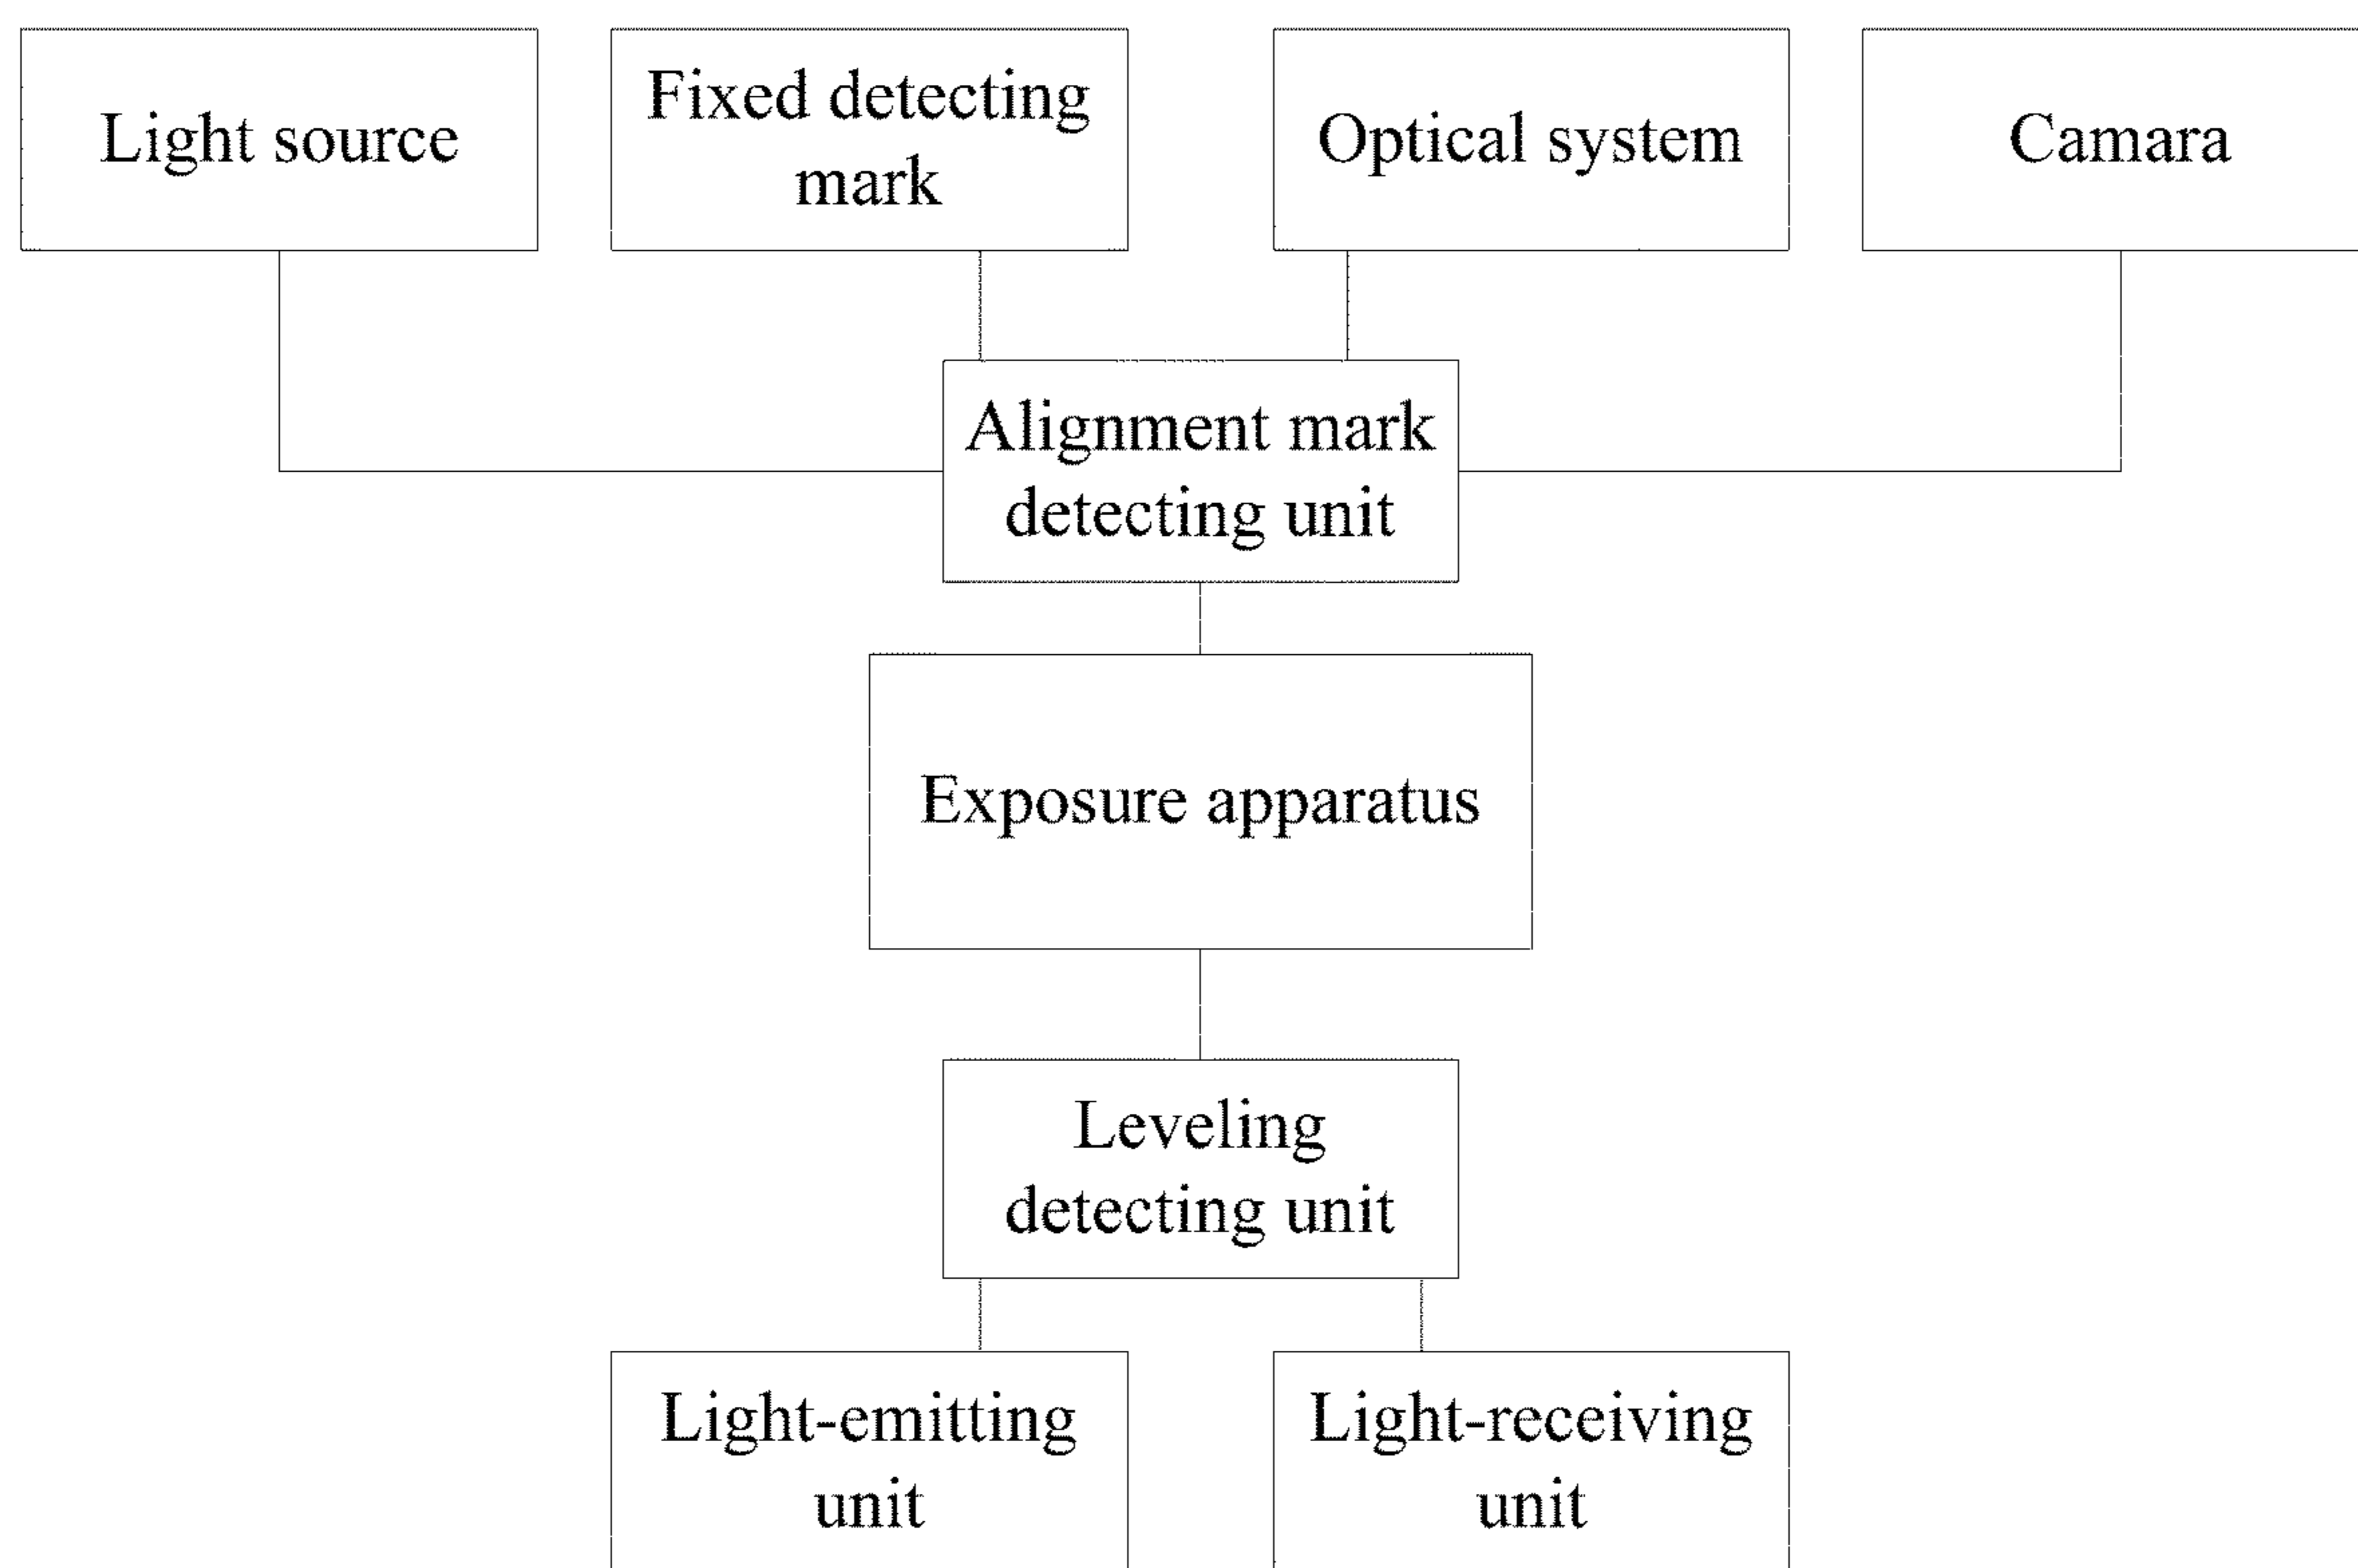 Light source
Fixed detecting
mark
Optical system
Camara
Alignment mark
detecting unit
Exposure apparatus
Leveling
detecting unit
Light-emitting
unit
Light-receiving
unit